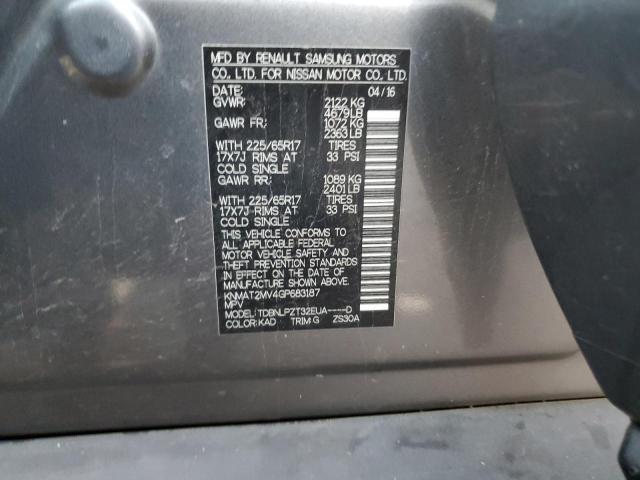 MFD BY RENAULT SAMSUNG MOTORS
CO., LTD. FOR NISSAN MOTOR CO., LTD.
DATE: 04/16
GVWR: 2122 KG
4679 LB
GAWR FR: 1072 KG
2363 LB
WITH 225/65R17 TIRES
17X7J RIMS AT 33 PSI
COLD SINGLE
GAWR RR: 1089 KG
2401 LB
WITH 225/65R17 TIRES
17X7J RIMS AT 33 PSI
COLD SINGLE
THIS VEHICLE CONFORMS TO
ALL APPLICABLE FEDERAL
MOTOR VEHICLE SAFETY AND
THEFT PREVENTION STANDARDS
IN EFFECT ON THE DATE OF
MANUFACTURE SHOWN ABOVE.
KNMAT2MV4GP683187
MPV
MODEL: TDBNLPZT32EUA----D
COLOR: KAD TRIM: G ZS30A